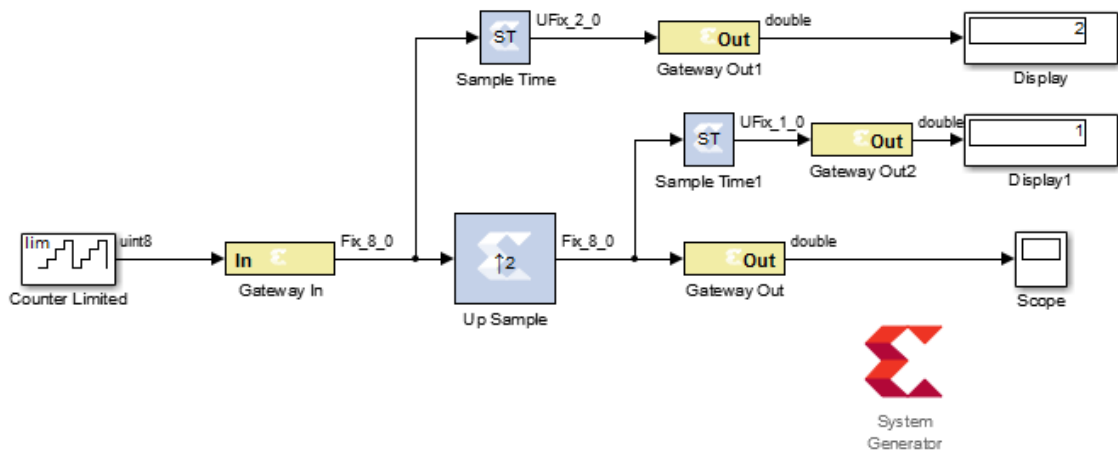 UFix_2_0
double
ST
Out
2
Sample Time
Gateway Out1
Display
UFix_1_0
double
ST
Out
1
Sample Time1
Gateway Out2
Display1
lim
uint8
Fix_8_0
Fix_8_0
double
In
↑2
Out
Counter Limited
Gateway In
Up Sample
Gateway Out
Scope
System
Generator